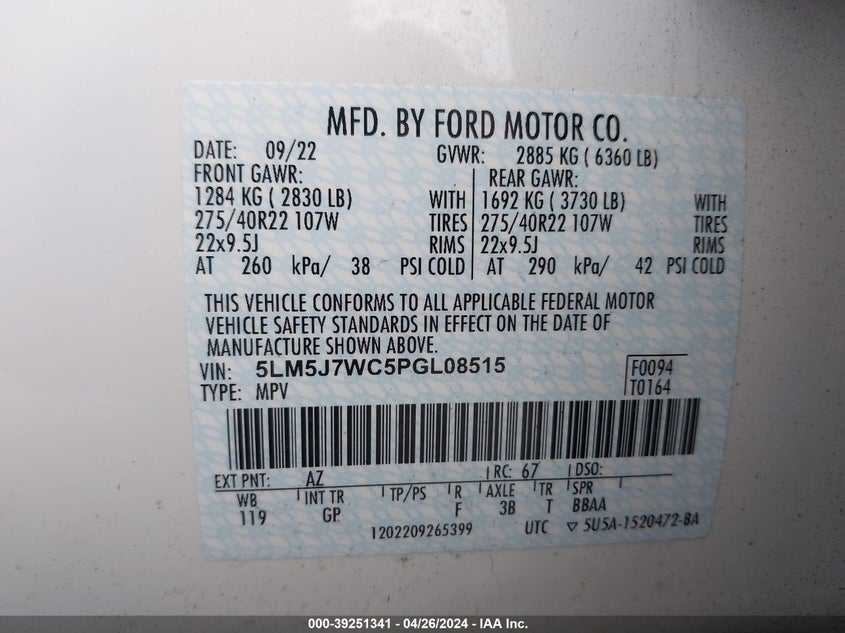 MFD. BY FORD MOTOR CO.
DATE: 09/22 GVWR: 2885 KG ( 6360 LB)
FRONT GAWR: REAR GAWR:
1284 KG ( 2830 LB) WITH 1692 KG ( 3730 LB) WITH
275/40R22 107W TIRES 275/40R22 107W TIRES
22x9.5J RIMS 22x9.5J RIMS
AT 260 kPa/ 38 PSI COLD AT 290 kPa/ 42 PSI COLD
THIS VEHICLE CONFORMS TO ALL APPLICABLE FEDERAL MOTOR
VEHICLE SAFETY STANDARDS IN EFFECT ON THE DATE OF
MANUFACTURE SHOWN ABOVE.
VIN: 5LM5J7WC5PGL08515 F0094
TYPE: MPV T0164
EXT PNT: AZ RC: 67 DSO:
WB INT TR TP/PS R AXLE TR SPR
119 GP F 3B T BBAA
1202209265399 UTC ▽ 5U5A-1520472-BA
000-39251341 - 04/26/2024 - IAA Inc.